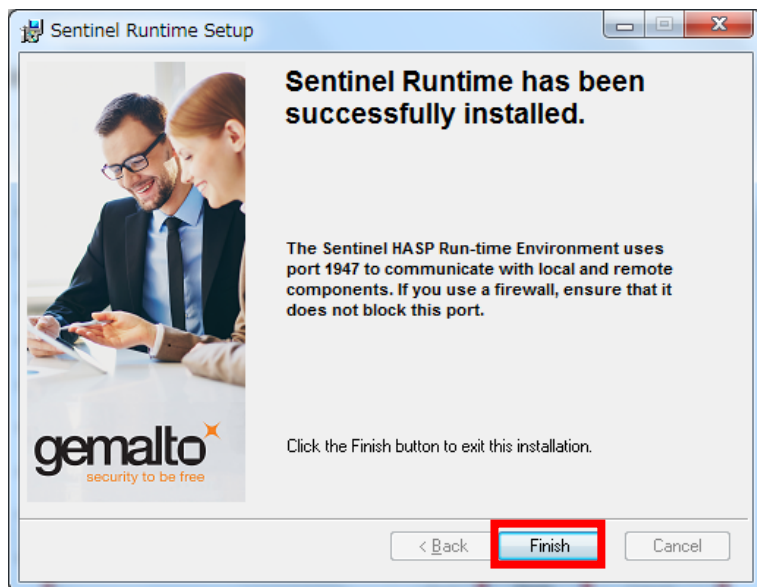 Sentinel Runtime Setup
Sentinel Runtime has been
successfully installed.
The Sentinel HASP Run-time Environment uses
port 1947 to communicate with local and remote
components. If you use a firewall, ensure that it
does not block this port.
gemalto
security to be free
Click the Finish button to exit this installation.
< Back
Finish
Cancel